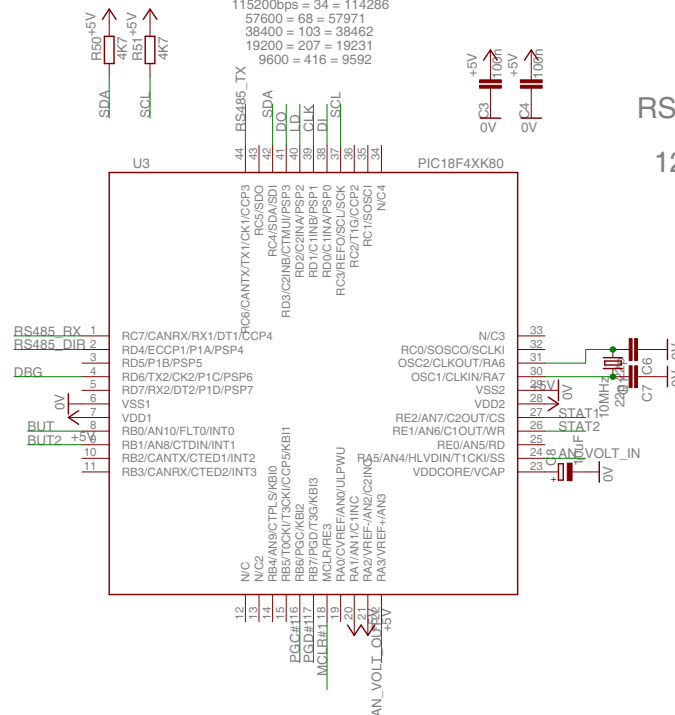 115200bps = 34 = 114286
57600 = 68 = 57971
38400 = 103 = 38462
19200 = 207 = 19231
9600 = 416 = 9592
+5V
R50
4K7
SDA
+5V
R51
4K7
SCL
+5V
100n
C3
0V
+5V
100n
C4
0V
RS
12
RS485_TX
SDA
DO
LD
CLK
DI
SCL
44
43
42
41
40
39
38
37
36
35
34
U3
PIC18F4XK80
RC6/CANTX/TX1/CK1/CCP3
RC5/SDO
RC4/SDA/SDI
RD3/C2INB/CTMUI/PSP3
RD2/C2INA/PSP2
RD1/C1INB/PSP1
RD0/C1INA/PSP0
RC3/REFO/SCL/SCK
RC2/T1G/CCP2
RC1/SOSCI
N/C4
RS485_RX 1 RC7/CANRX/RX1/DT1/CCP4
RS485_DIR 2 RD4/ECCP1/P1A/PSP4
3 RD5/P1B/PSP5
DBG 4 RD6/TX2/CK2/P1C/PSP6
5 RD7/RX2/DT2/P1D/PSP7
0V 6 VSS1
+5V 7 VDD1
BUT 8 RB0/AN10/FLT0/INT0
BUT2 9 RB1/AN8/CTDIN/INT1
10 RB2/CANTX/CTED1/INT2
11 RB3/CANRX/CTED2/INT3
N/C3 33
RC0/SOSCO/SCLKI 32
OSC2/CLKOUT/RA6 31
OSC1/CLKIN/RA7 30
VSS2 29 0V
VDD2 28 +5V
RE2/AN7/C2OUT/CS 27 STAT1
RE1/AN6/C1OUT/WR 26 STAT2
RE0/AN5/RD 25
RA5/AN4/HLVDIN/T1CKI/SS 24 AN_VOLT_IN
VDDCORE/VCAP 23
10MHz
C6
0V
C7
0V
C8
10uF
+
0V
N/C
N/C2
RB4/AN9/CTPLS/KBI0
RB5/T0CKI/T3CKI/CCP5/KBI1
RB6/PGC/KBI2
RB7/PGD/T3G/KBI3
MCLR/RE3
RA0/CVREF/AN0/ULPWU
RA1/AN1/C1INC
RA2/VREF-/AN2/C2INC
RA3/VREF+/AN3
12
13
14
15
16
17
18
19
20
21
22
PGC#1
PGD#1
MCLR#1
AN_VOLT_OUT
+5V